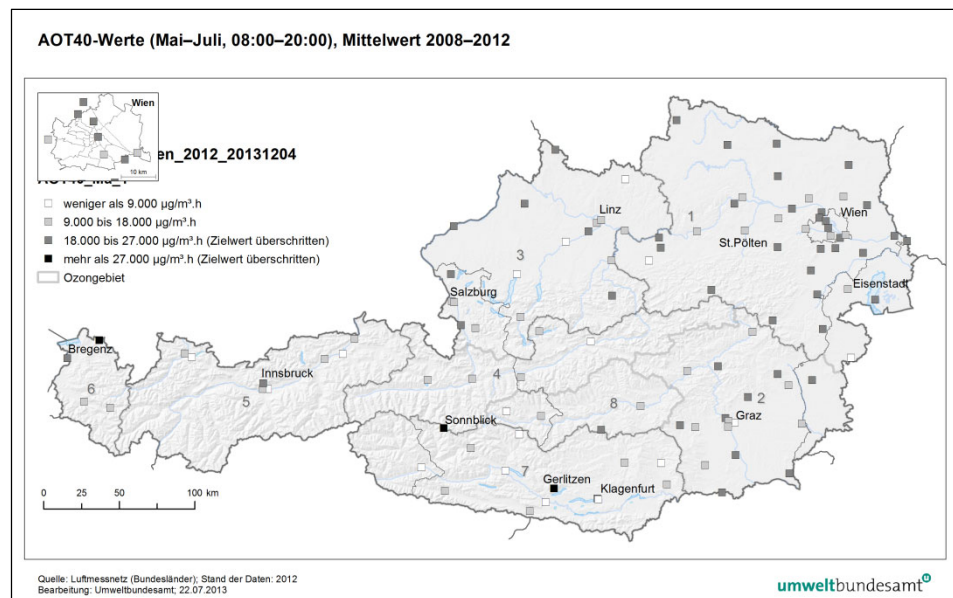 AOT40-Werte (Mai–Juli, 08:00–20:00), Mittelwert 2008–2012
Wien
10 km
en_2012_20131204
weniger als 9.000 µg/m³.h
9.000 bis 18.000 µg/m³.h
18.000 bis 27.000 µg/m³.h (Zielwert überschritten)
mehr als 27.000 µg/m³.h (Zielwert überschritten)
Ozongebiet
Linz
1
Wien
St.Pölten
3
Salzburg
Eisenstadt
Bregenz
Innsbruck
6
5
4
8
2
Graz
Sonnblick
7
Gerlitzen
Klagenfurt
0 25 50 100 km
Quelle: Luftmessnetz (Bundesländer); Stand der Daten: 2012
Bearbeitung: Umweltbundesamt; 22.07.2013
umweltbundesamt